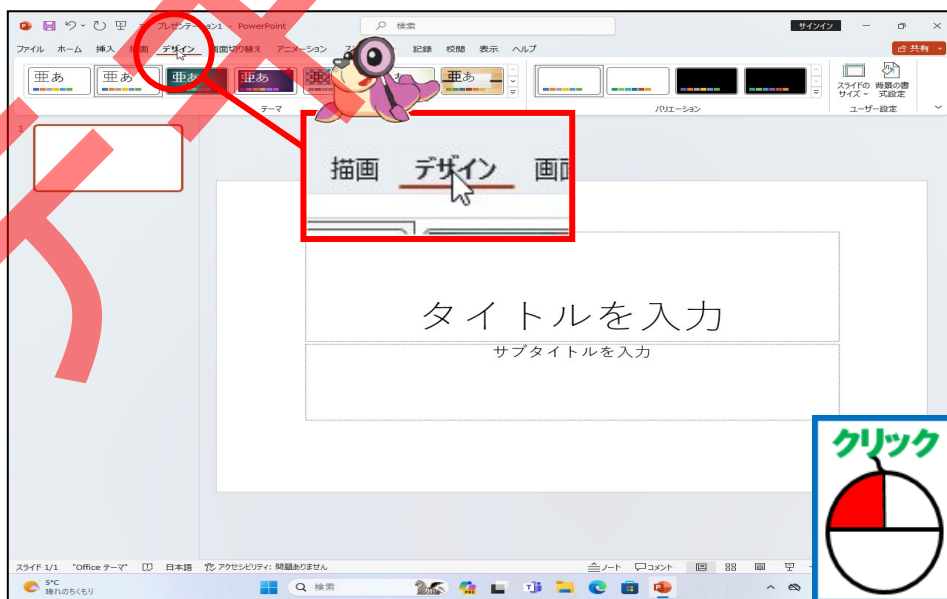 プレゼンテーション1 - PowerPoint
検索
サインイン
ファイル ホーム 挿入 描画 デザイン 画面切り替え アニメーション 記録 校閲 表示 ヘルプ
共有
亜あ 亜あ 亜あ 亜あ 亜あ
スライドの サイズ
背景の書 式設定
テーマ
バリエーション
ユーザー設定
1
描画 デザイン 画面
タイトルを入力
サブタイトルを入力
クリック
スライド 1/1 "Office テーマ" 日本語 アクセシビリティ: 問題ありません
ノート コメント
5°C
晴れのちくもり
検索